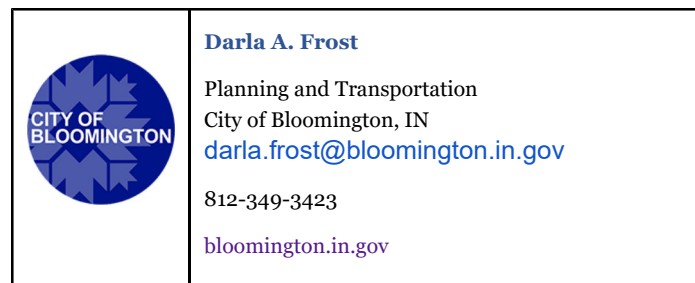 CITY OF
BLOOMINGTON
Darla A. Frost
Planning and Transportation
City of Bloomington, IN
darla.frost@bloomington.in.gov
812-349-3423
bloomington.in.gov